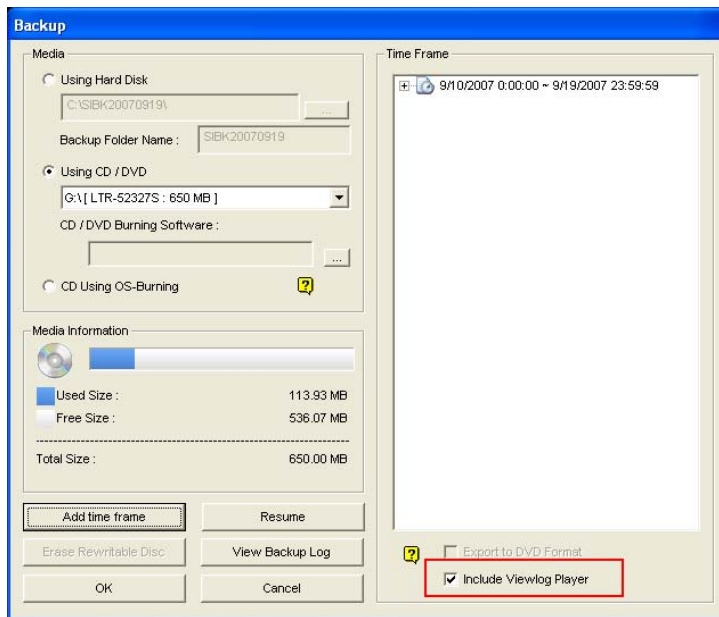 Backup
Media
Using Hard Disk
C:\SIBK20070919\
...
Backup Folder Name :
SIBK20070919
Using CD / DVD
G:\ [ LTR-52327S : 650 MB ]
CD / DVD Burning Software :
...
CD Using OS-Burning
?
Media Information
Used Size :
113.93 MB
Free Size :
536.07 MB
Total Size :
650.00 MB
Add time frame
Resume
Erase Rewritable Disc
View Backup Log
OK
Cancel
Time Frame
9/10/2007 0:00:00 ~ 9/19/2007 23:59:59
?
Export to DVD Format
Include Viewlog Player